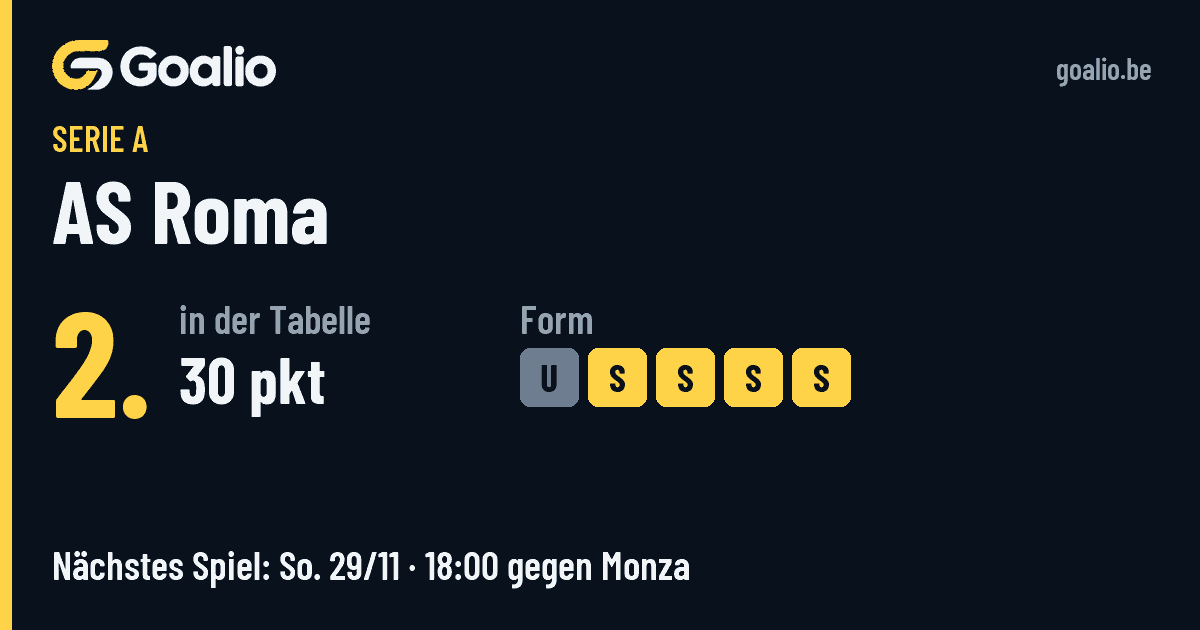 Goalio
goalio.be
SERIE A
AS Roma
2.
in der Tabelle
30 pkt
Form
U S S S S
Nächstes Spiel: So. 29/11 · 18:00 gegen Monza